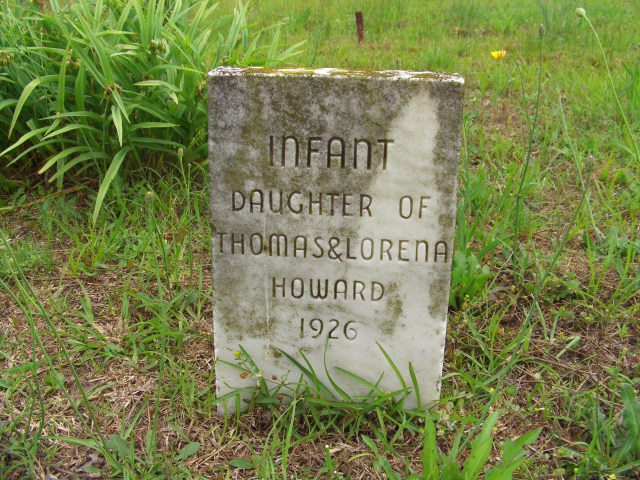 INFANT
DAUGHTER OF
THOMAS&LORENA
HOWARD
1926